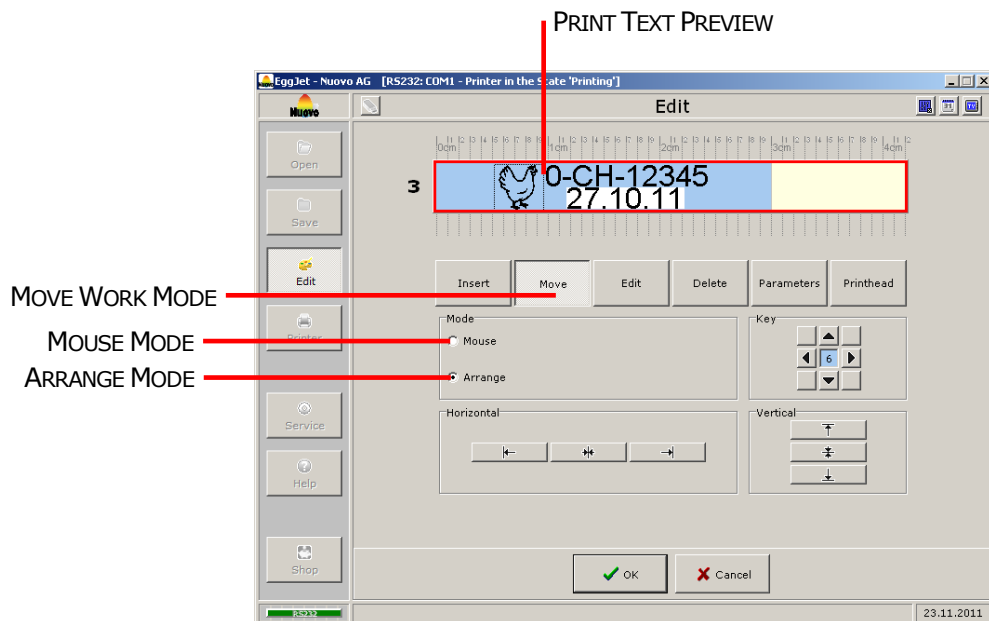 PRINT TEXT PREVIEW
EggJet - Nuovo AG [RS232: COM1 - Printer in the State 'Printing']
Nuovo
Edit
Open
Save
Edit
Printer
Service
Help
Shop
0cm 1cm 2cm 3cm 4cm
3
0-CH-12345
27.10.11
Insert Move Edit Delete Parameters Printhead
MOVE WORK MODE
MOUSE MODE
ARRANGE MODE
Mode
Mouse
Arrange
Key
6
Horizontal
Vertical
OK Cancel
RS232
23.11.2011